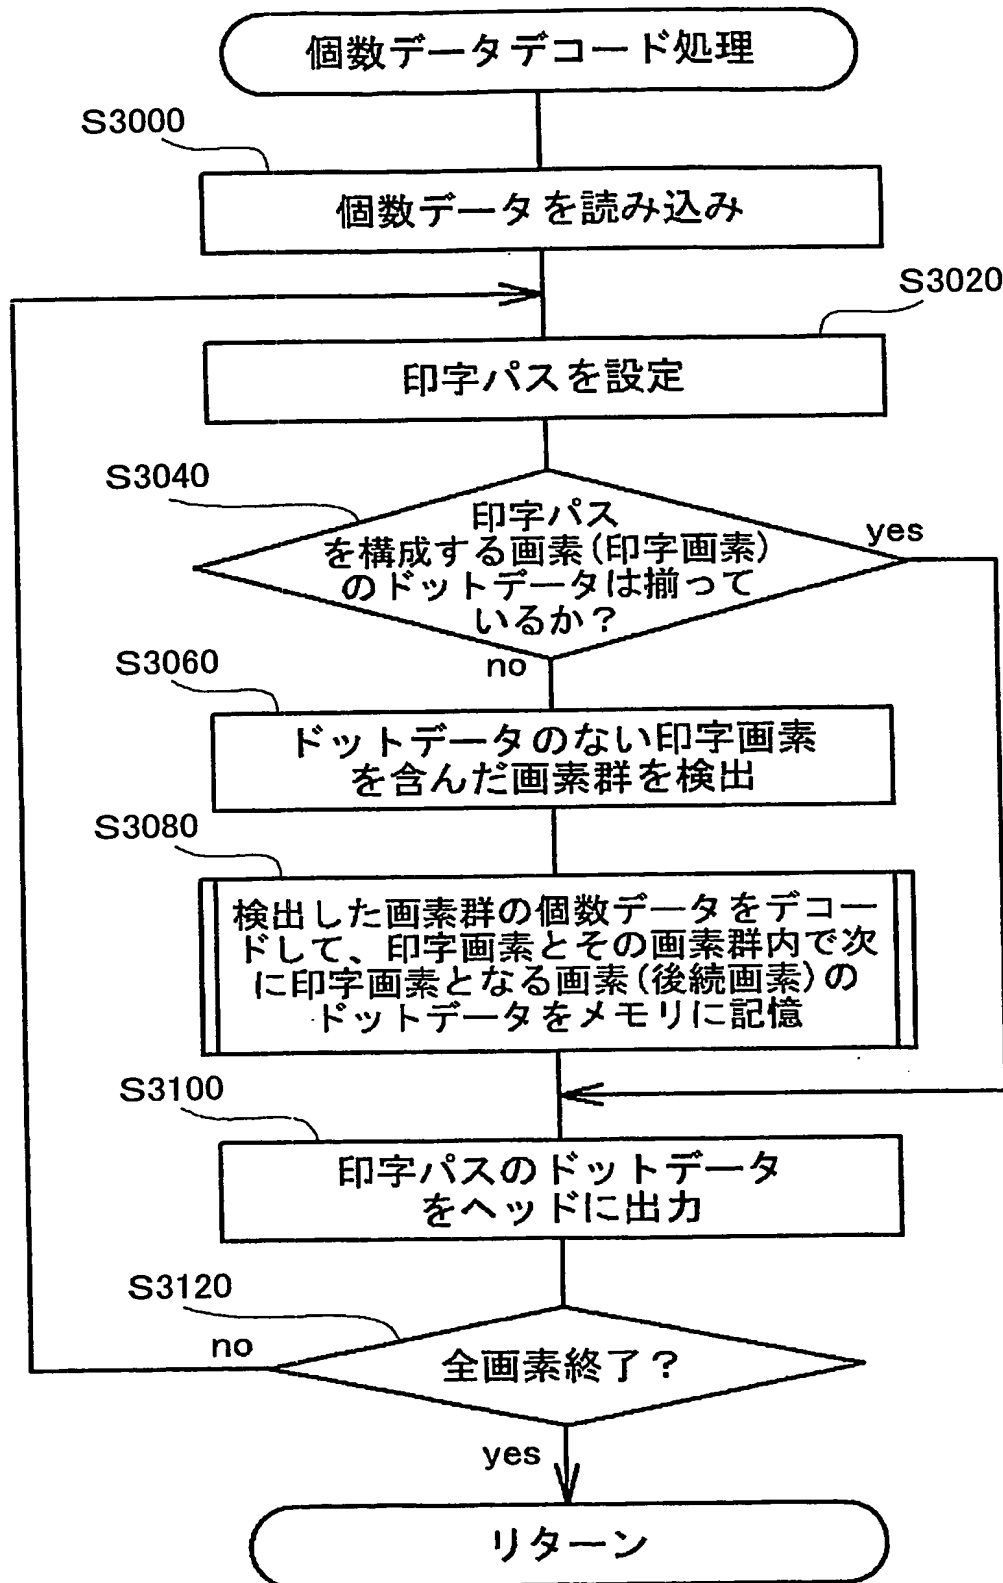 個数データデコード処理
S3000
個数データを読み込み
S3020
印字パスを設定
S3040
印字パス
を構成する画素(印字画素)
のドットデータは揃って
いるか?
yes
no
S3060
ドットデータのない印字画素
を含んだ画素群を検出
S3080
検出した画素群の個数データをデコー
ドして、印字画素とその画素群内で次
に印字画素となる画素(後続画素)の
ドットデータをメモリに記憶
S3100
印字パスのドットデータ
をヘッドに出力
S3120
no
全画素終了?
yes
リターン